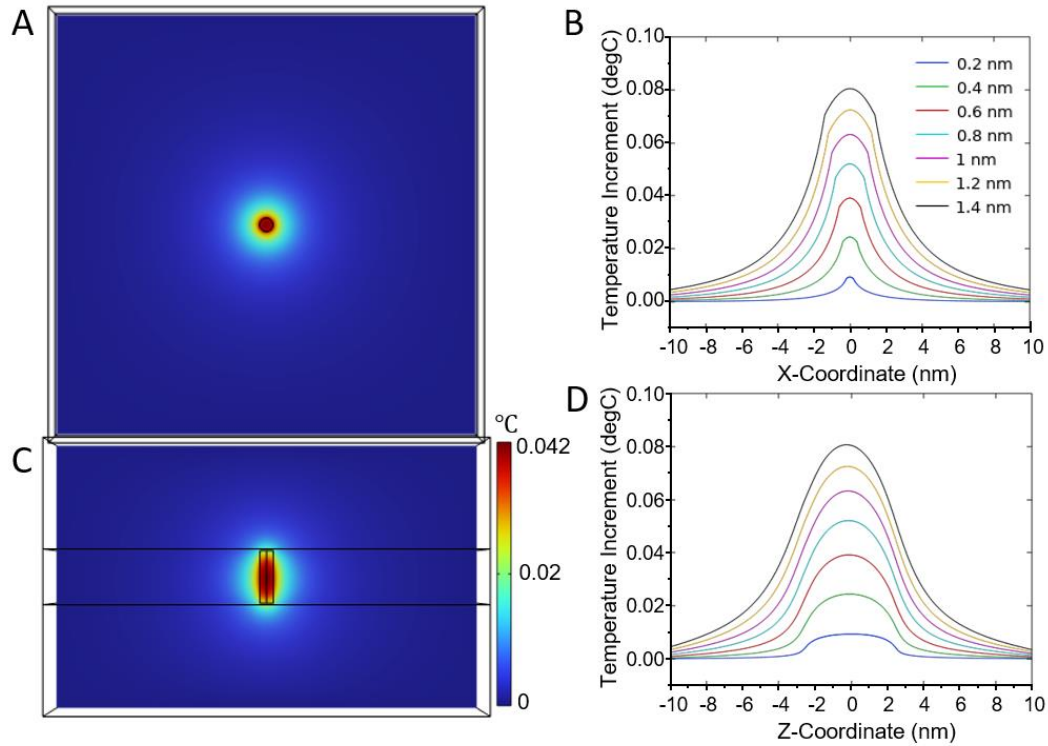 A
B
Temperature Increment (degC)
0.10
0.08
0.06
0.04
0.02
0.00
0.2 nm
0.4 nm
0.6 nm
0.8 nm
1 nm
1.2 nm
1.4 nm
-10 -8 -6 -4 -2 0 2 4 6 8 10
X-Coordinate (nm)
C
°C
0.042
0.02
0
D
Temperature Increment (degC)
0.10
0.08
0.06
0.04
0.02
0.00
-10 -8 -6 -4 -2 0 2 4 6 8 10
Z-Coordinate (nm)